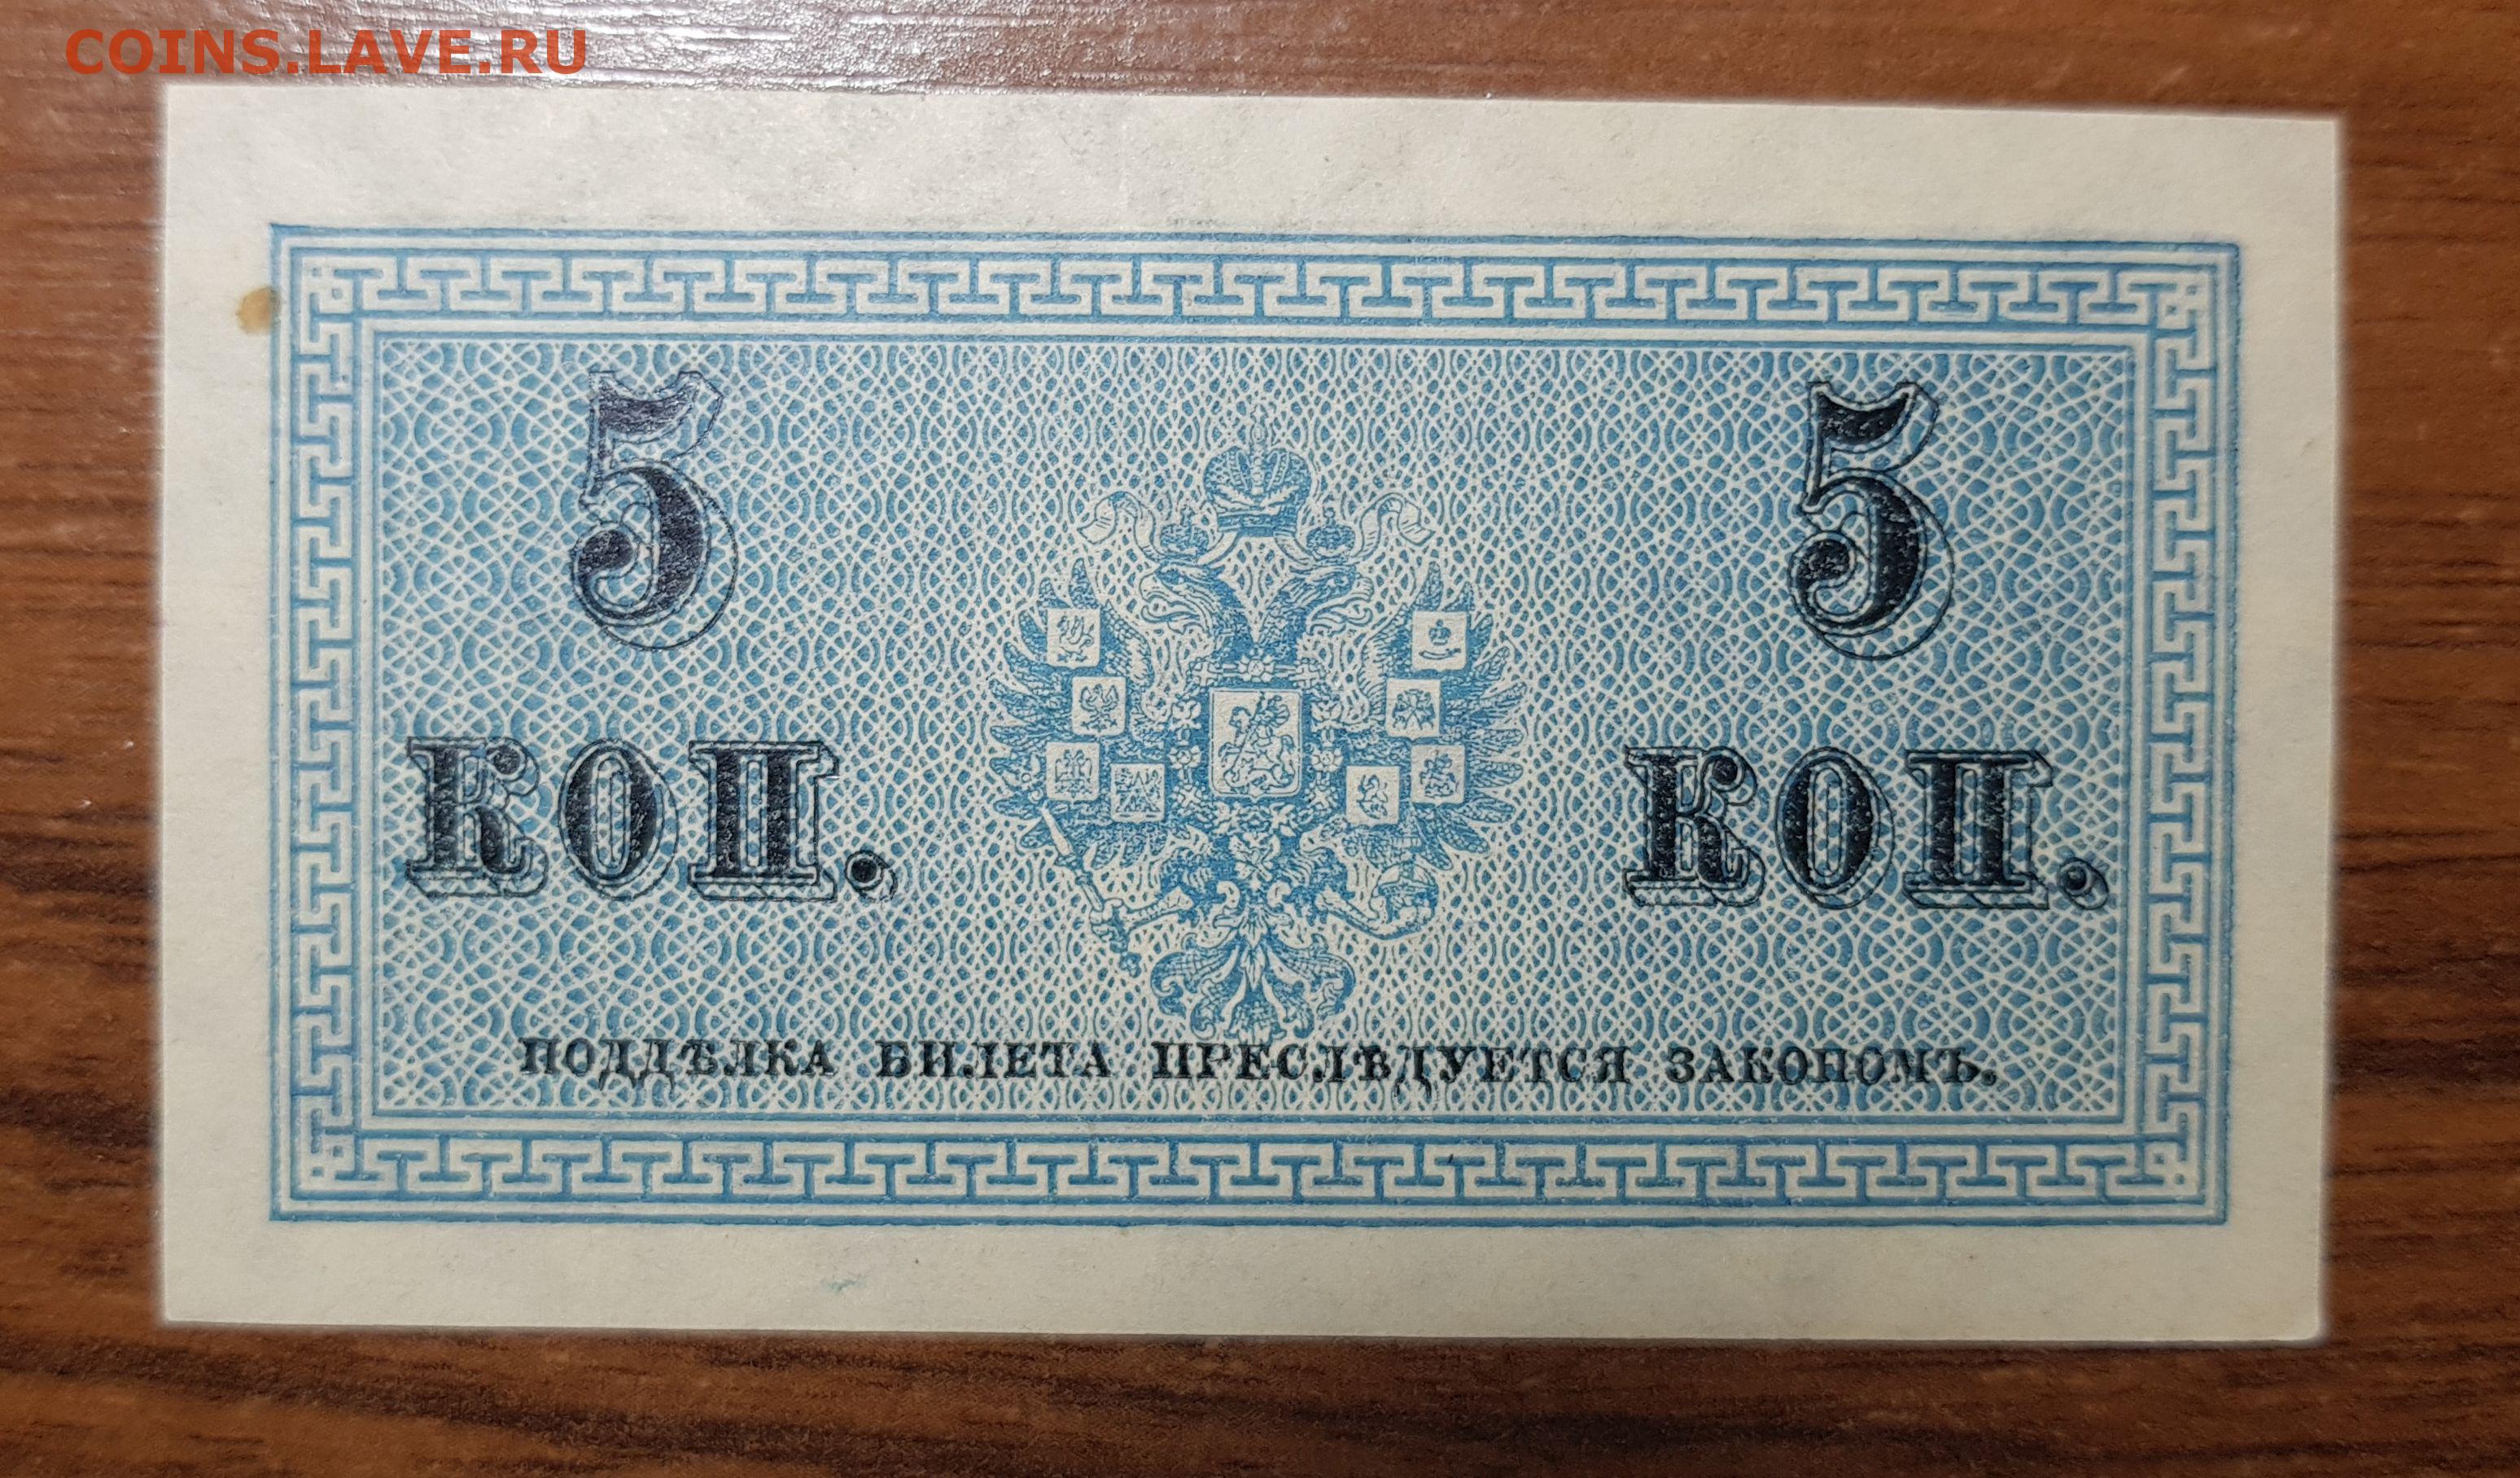 COINS.LAVE.RU
5 5
КОП. КОП.
ПОДДѢЛКА БИЛЕТА ПРЕСЛѢДУЕТСЯ ЗАКОНОМЪ.